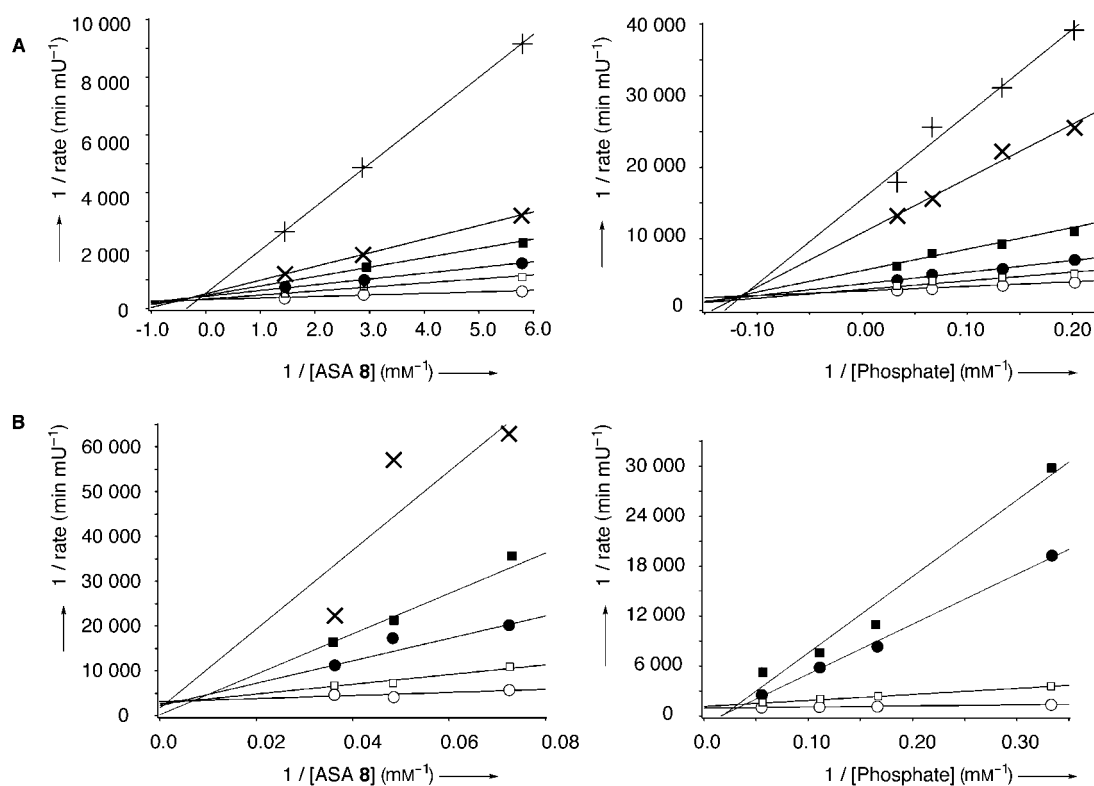 A
1 / rate (min mU⁻¹)
10 000
8 000
6 000
4 000
2 000
0
-1.0 0.0 1.0 2.0 3.0 4.0 5.0 6.0
1 / [ASA 8] (mM⁻¹)
1 / rate (min mU⁻¹)
40 000
30 000
20 000
10 000
0
-0.10 0.00 0.10 0.20
1 / [Phosphate] (mM⁻¹)
B
1 / rate (min mU⁻¹)
60 000
50 000
40 000
30 000
20 000
10 000
0
0.0 0.02 0.04 0.06 0.08
1 / [ASA 8] (mM⁻¹)
1 / rate (min mU⁻¹)
30 000
24 000
18 000
12 000
6 000
0
0.0 0.10 0.20 0.30
1 / [Phosphate] (mM⁻¹)